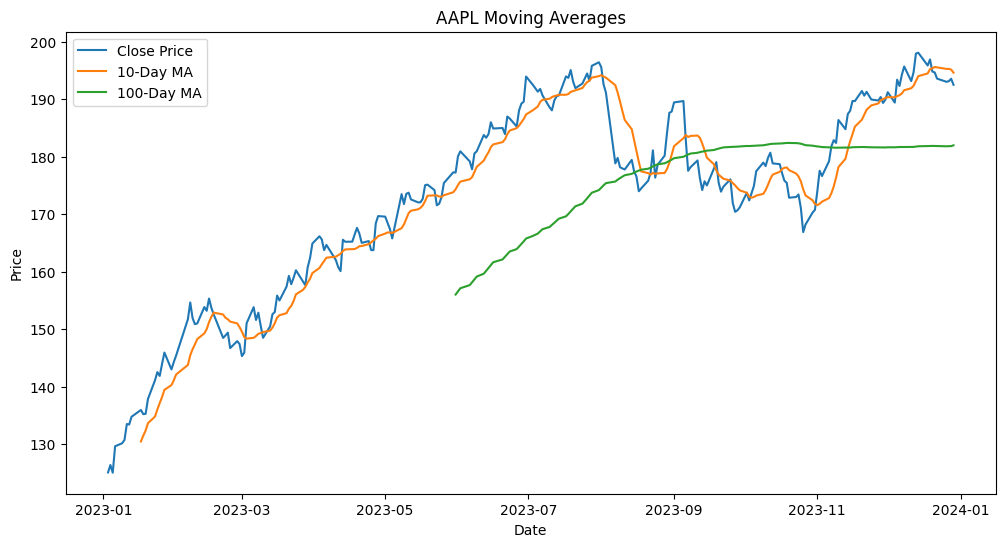 AAPL Moving Averages
Close Price
10-Day MA
100-Day MA
Price
200
190
180
170
160
150
140
130
2023-01
2023-03
2023-05
2023-07
2023-09
2023-11
2024-01
Date